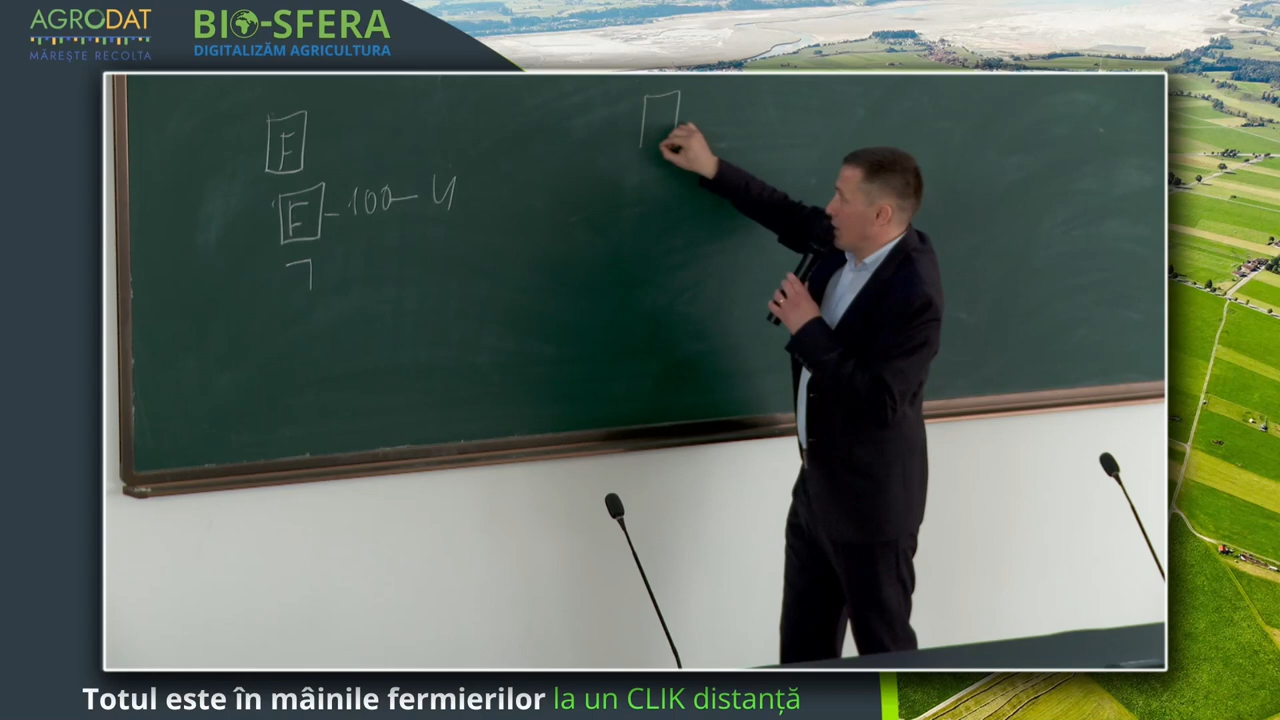 AGRODAT
MĂREȘTE RECOLTA
BIO-SFERA
DIGITALIZĂM AGRICULTURA
E
E - 100 - 4
Totul este în mâinile fermierilor la un CLIK distanță